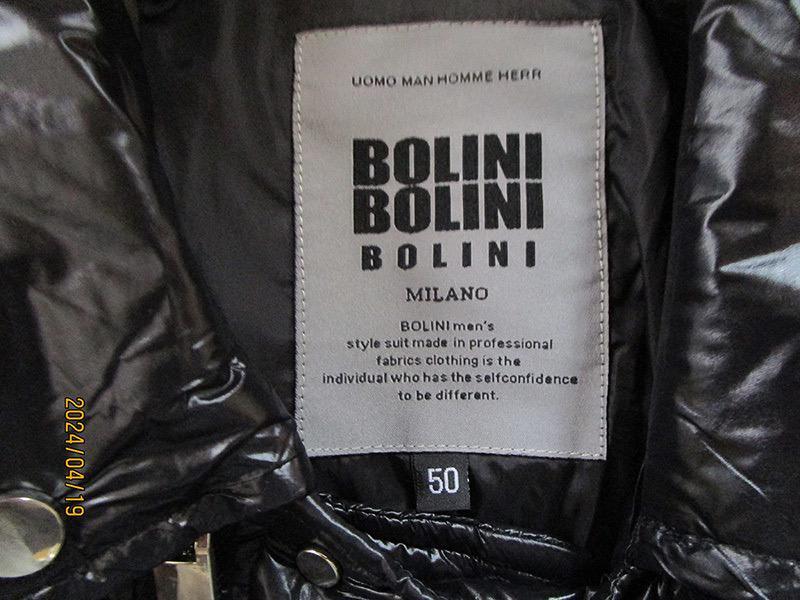 UOMO MAN HOMME HERR
BOLINI
BOLINI
BOLINI
MILANO
BOLINI men's
style suit made in professional
fabrics clothing is the
individual who has the selfconfidence
to be different.
50
2024/04/19